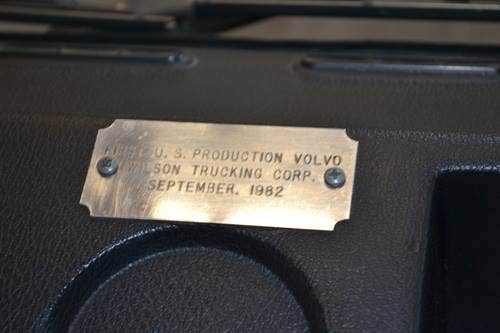 FIRST U. S. PRODUCTION VOLVO
WILSON TRUCKING CORP.
SEPTEMBER, 1982